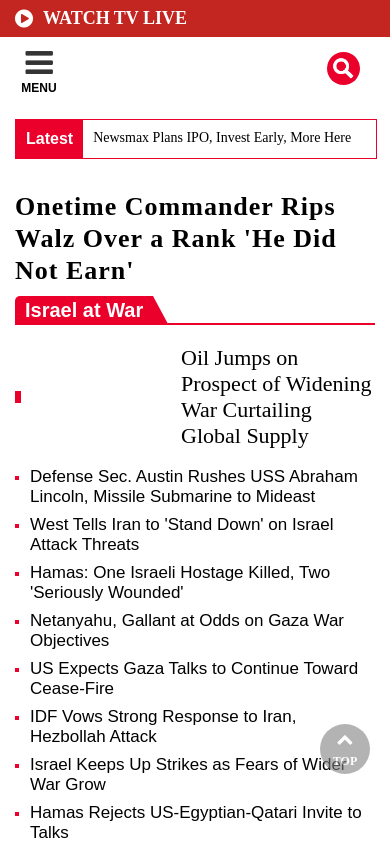 WATCH TV LIVE
MENU
Latest
Newsmax Plans IPO, Invest Early, More Here
Onetime Commander Rips
Walz Over a Rank 'He Did
Not Earn'
Israel at War
Oil Jumps on
Prospect of Widening
War Curtailing
Global Supply
Defense Sec. Austin Rushes USS Abraham
Lincoln, Missile Submarine to Mideast
West Tells Iran to 'Stand Down' on Israel
Attack Threats
Hamas: One Israeli Hostage Killed, Two
'Seriously Wounded'
Netanyahu, Gallant at Odds on Gaza War
Objectives
US Expects Gaza Talks to Continue Toward
Cease-Fire
IDF Vows Strong Response to Iran,
Hezbollah Attack
Israel Keeps Up Strikes as Fears of Wider
War Grow
TOP
Hamas Rejects US-Egyptian-Qatari Invite to
Talks